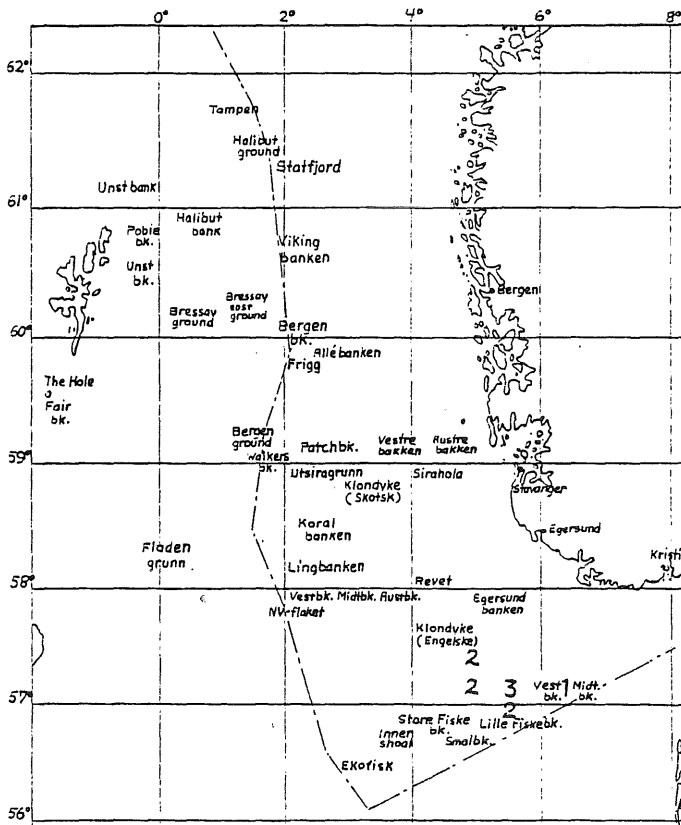 0° 2° 4° 6° 8°
62°
Tampen
Halibut
ground
Statfjord
Unst bank
61°
Pobie
bk.
Halibut
bank
Viking
banken
Unst
bk.
Bergen
Bressay
ground
Bressay
east
ground
Bergen
bk.
60°
Allébanken
Frigg
The Hole
Fair
bk.
Bergen
ground
Walkers
bk.
Patchbk.
Vestre
bakken
Austre
bakken
59°
Utsiragrunn
Klondyke
(Skotsk)
Sirahola
Stavanger
Koral
banken
Egersund
Fladen
grunn
Lingbanken
Kristi
58°
Revet
Vestbk. Midtbk. Austbk.
NV-flaket
Egersund
banken
Klondyke
(Engelske)
2
2 3
Vest
bk.
1
Midt.
bk.
57°
2
Store Fiske
bk.
Lille Fiskebk.
Inner
shoal
Smalbk.
Ekofisk
56°